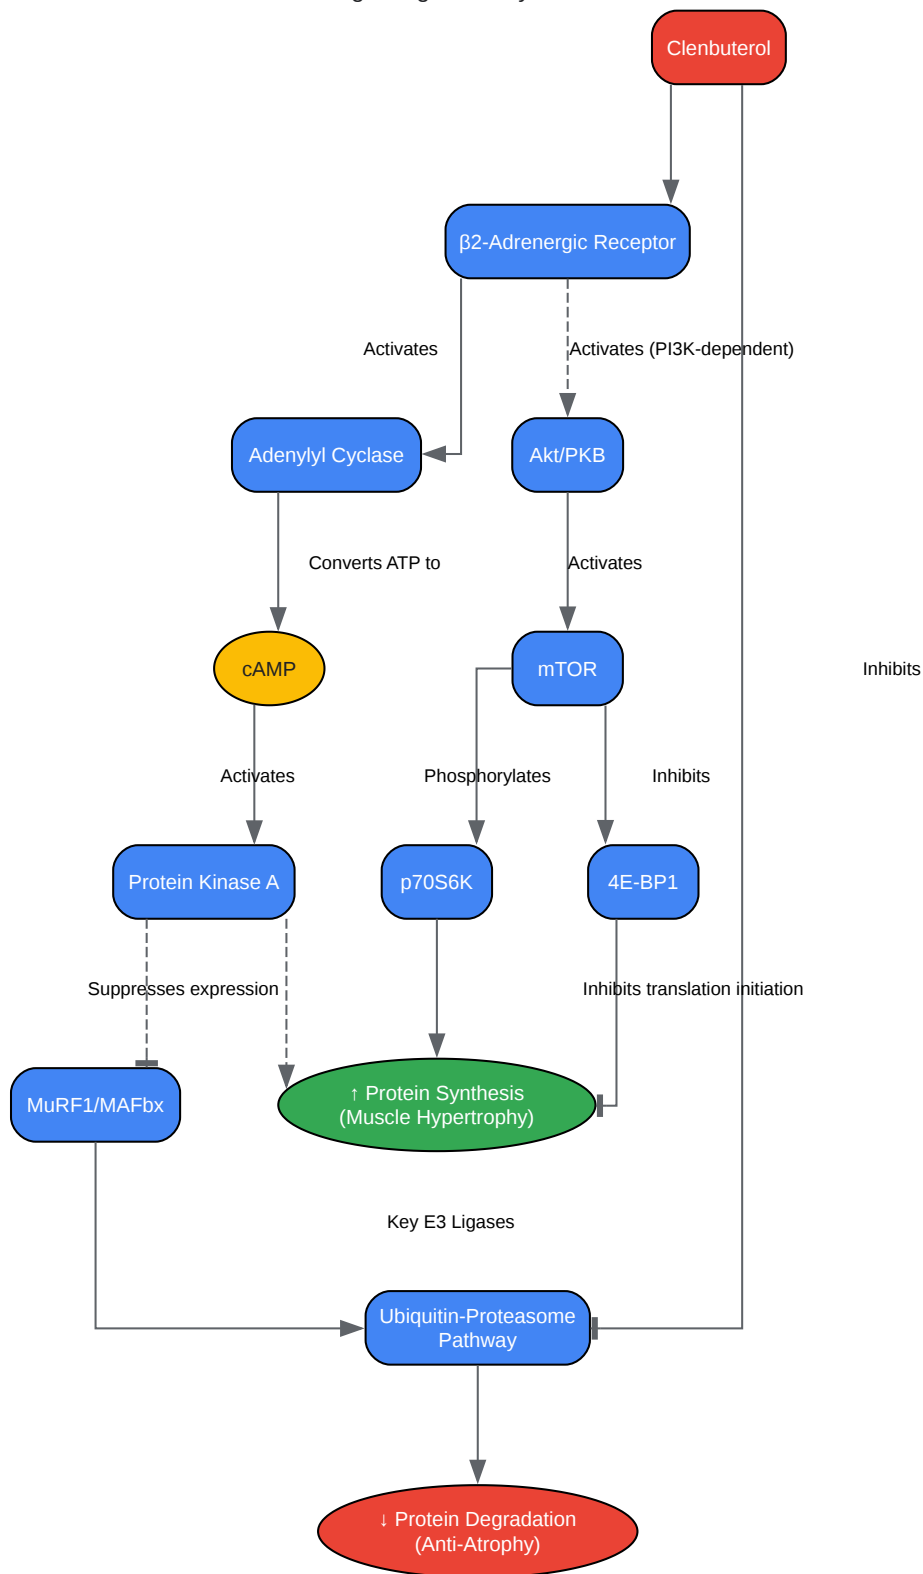 Clenbuterol
β2-Adrenergic Receptor
Activates
Activates (PI3K-dependent)
Adenylyl Cyclase
Akt/PKB
Converts ATP to
Activates
cAMP
mTOR
Inhibits
Activates
Phosphorylates
Inhibits
Protein Kinase A
p70S6K
4E-BP1
Suppresses expression
Inhibits translation initiation
MuRF1/MAFbx
↑ Protein Synthesis
(Muscle Hypertrophy)
Key E3 Ligases
Ubiquitin-Proteasome
Pathway
↓ Protein Degradation
(Anti-Atrophy)